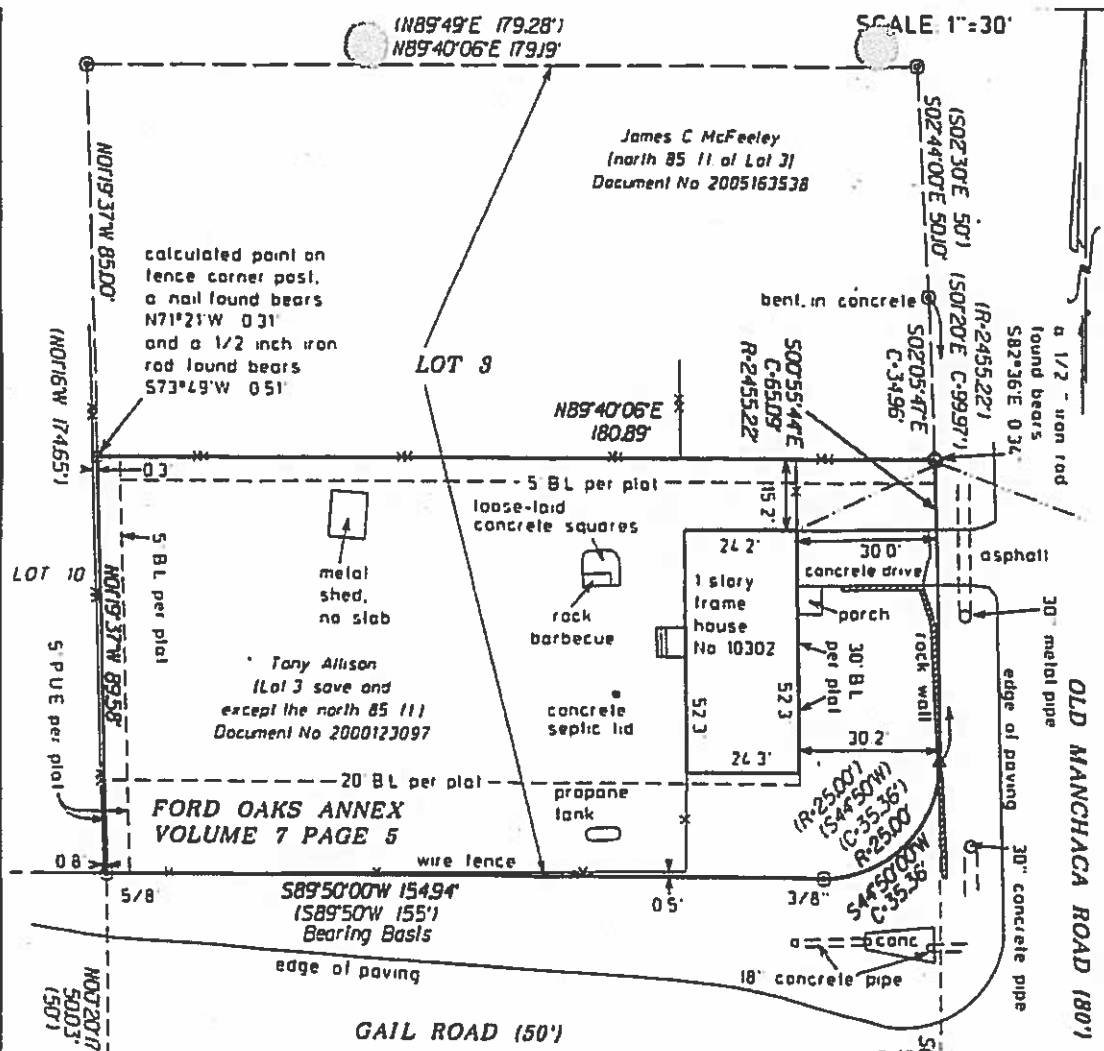 (N89°49'E 179.28')
N89°40'06"E 179.19'
SCALE 1"=30'
James C McFeeley
(north 85 ft of Lot 3)
Document No 2005163538
(S02°30'E 50')
S02°44'00"E 50.10'
N01°19'37"W 85.00'
calculated point on
fence corner post,
a nail found bears
N71°21'W 0.31'
and a 1/2 inch iron
rod found bears
S73°49'W 0.51'
bent, in concrete
a 1/2" iron rod
found bears
S82°36'E 0.34'
(R=2455.22')
(S01°20'E C=99.97')
S02°05'47"E
C=34.96'
S00°55'44"E
C=65.09'
R=2455.22'
LOT 3
N89°40'06"E
180.89'
(N01°16'W 174.65')
0.3'
5' BL per plat
15.2'
loose-laid
concrete squares
24.2'
30.0'
concrete drive
asphalt
5' BL per plat
LOT 10
N01°19'37"W 89.58'
metal
shed,
no slab
rock
barbecue
1 story
frame
house
No 10302
porch
30" metal pipe
5' PUE per plat
Tony Allison
(Lot 3 save and
except the north 85 ft)
Document No 2000123097
concrete
septic lid
52.3'
52.3'
30' BL
per plat
rock wall
edge of paving
OLD MANCHACA ROAD (80')
24.3'
30.2'
20' BL per plat
FORD OAKS ANNEX
VOLUME 7 PAGE 5
propane
tank
(R=25.00')
(S44°50'W)
(C=35.36')
R=25.00'
S44°50'00"W
C=35.36'
0.8'
wire fence
5/8"
S89°50'00"W 154.94'
(S89°50'W 155')
Bearing Basis
0.5'
3/8"
30" concrete pipe
conc
18" concrete pipe
edge of paving
N00°20'17
50.03'
(50')
GAIL ROAD (50')